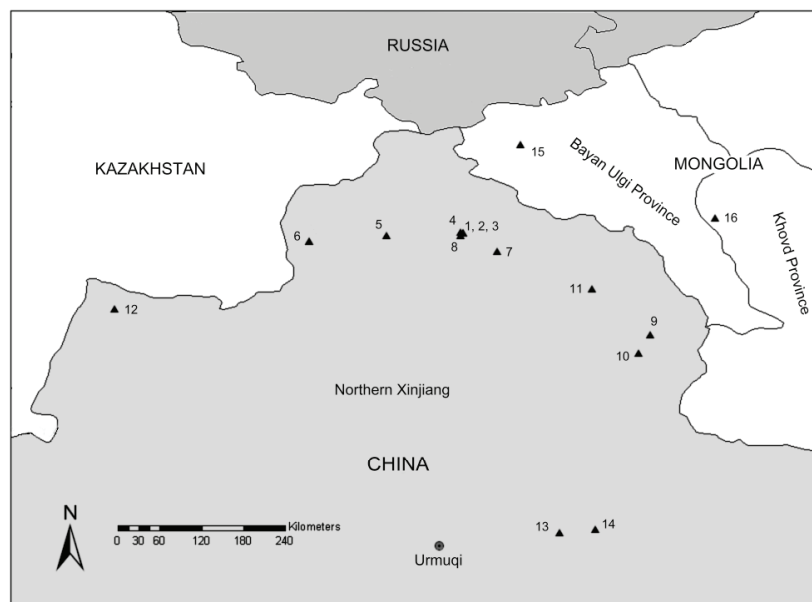 RUSSIA
KAZAKHSTAN
MONGOLIA
Bayan Ulgi Province
Khovd Province
15
16
4
1, 2, 3
5
6
8
7
11
12
9
10
Northern Xinjiang
CHINA
N
Kilometers
0 30 60 120 180 240
13
14
Urmuqi